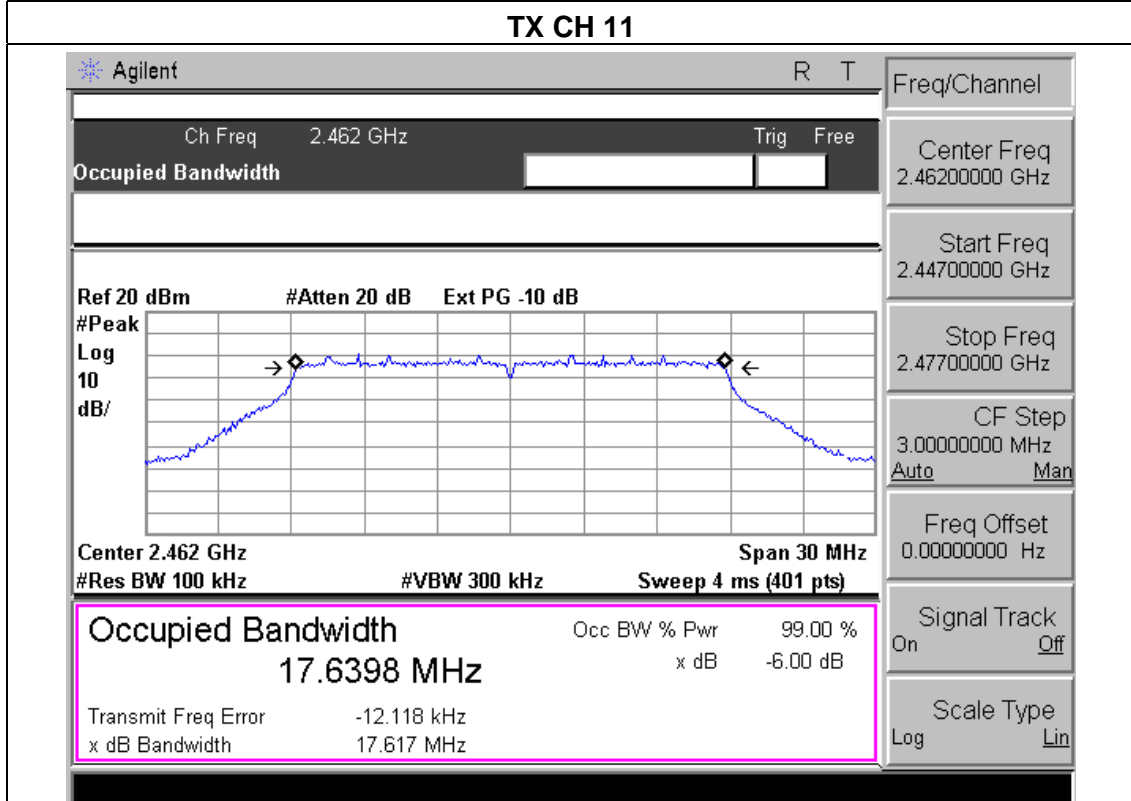 TX CH 11
Agilent R T
Ch Freq 2.462 GHz Trig Free
Occupied Bandwidth
Ref 20 dBm #Atten 20 dB Ext PG -10 dB
#Peak
Log
10
dB/
Center 2.462 GHz Span 30 MHz
#Res BW 100 kHz #VBW 300 kHz Sweep 4 ms (401 pts)
Occupied Bandwidth Occ BW % Pwr 99.00 %
17.6398 MHz x dB -6.00 dB
Transmit Freq Error -12.118 kHz
x dB Bandwidth 17.617 MHz
Freq/Channel
Center Freq
2.46200000 GHz
Start Freq
2.44700000 GHz
Stop Freq
2.47700000 GHz
CF Step
3.00000000 MHz
Auto Man
Freq Offset
0.00000000 Hz
Signal Track
On Off
Scale Type
Log Lin